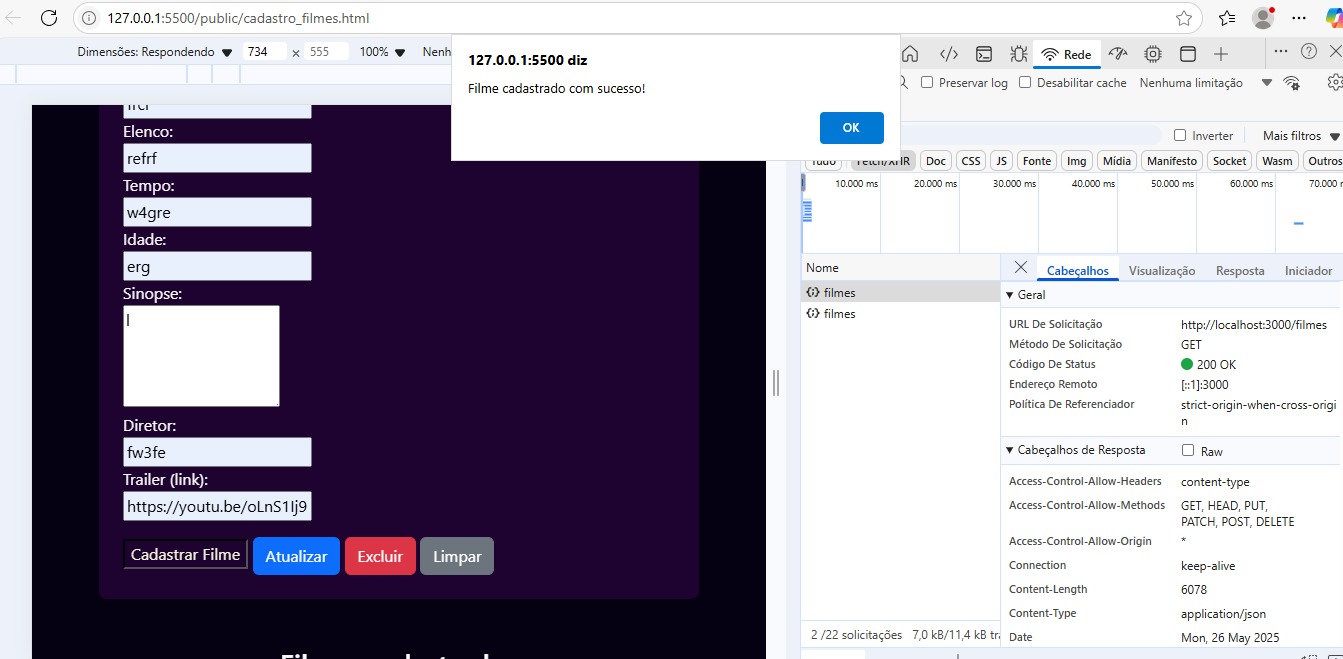 127.0.0.1:5500/public/cadastro_filmes.html
Dimensões: Respondendo ▼ 734 × 555 100% ▼ Nenh
127.0.0.1:5500 diz
Filme cadastrado com sucesso!
OK
Rede
Preservar log Desabilitar cache Nenhuma limitação
Inverter Mais filtros
Tudo Fetch/XHR Doc CSS JS Fonte Img Mídia Manifesto Socket Wasm Outros
10.000 ms 20.000 ms 30.000 ms 40.000 ms 50.000 ms 60.000 ms 70.000 m
Elenco:
refrf
Tempo:
w4gre
Idade:
erg
Sinopse:
Diretor:
fw3fe
Trailer (link):
https://youtu.be/oLnS1Ij9
Cadastrar Filme Atualizar Excluir Limpar
Nome
filmes
filmes
2 /22 solicitações 7,0 kB/11,4 kB tra
Cabeçalhos Visualização Resposta Iniciador
▼ Geral
URL De Solicitação http://localhost:3000/filmes
Método De Solicitação GET
Código De Status 200 OK
Endereço Remoto [::1]:3000
Política De Referenciador strict-origin-when-cross-origi
n
▼ Cabeçalhos de Resposta Raw
Access-Control-Allow-Headers content-type
Access-Control-Allow-Methods GET, HEAD, PUT,
PATCH, POST, DELETE
Access-Control-Allow-Origin *
Connection keep-alive
Content-Length 6078
Content-Type application/json
Date Mon, 26 May 2025